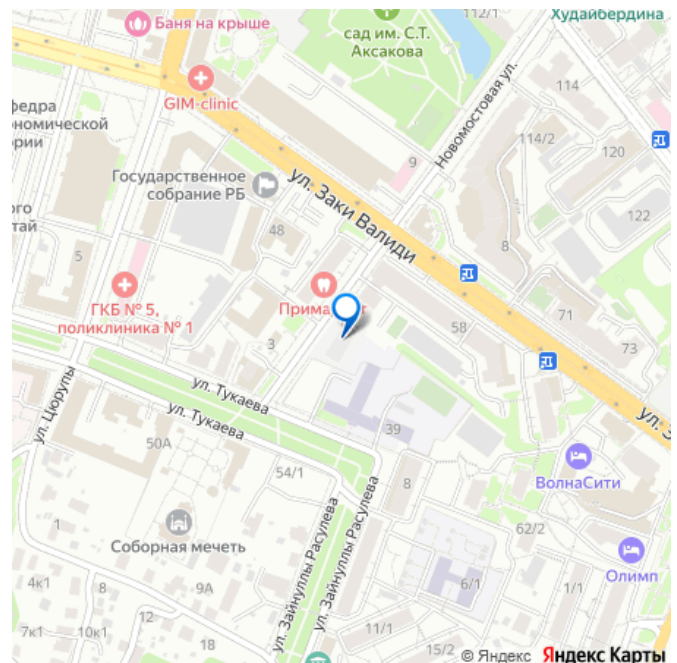 Баня на крыше
112/1
Худайбердина
сад им. С.Т.
Аксакова
GIM-clinic
114
Новомостовая ул.
114/2
120
9
Государственное
собрание РБ
ул. Заки Валиди
122
48
8
5
ГКБ № 5,
поликлиника № 1
58
71
73
3
ул. Тукаева
ул. Тукаева
ул. Цюрупы
39
50А
54/1
8
ВолнаСити
62/2
Соборная мечеть
1
ул. Зайнуллы Расулева
ул. Зайнуллы Расулева
Олимп
4к1
8
9А
6/1
1/1
12
7к1
10к1
18
11/1
13/2
15/2
© Яндекс Яндекс Карты